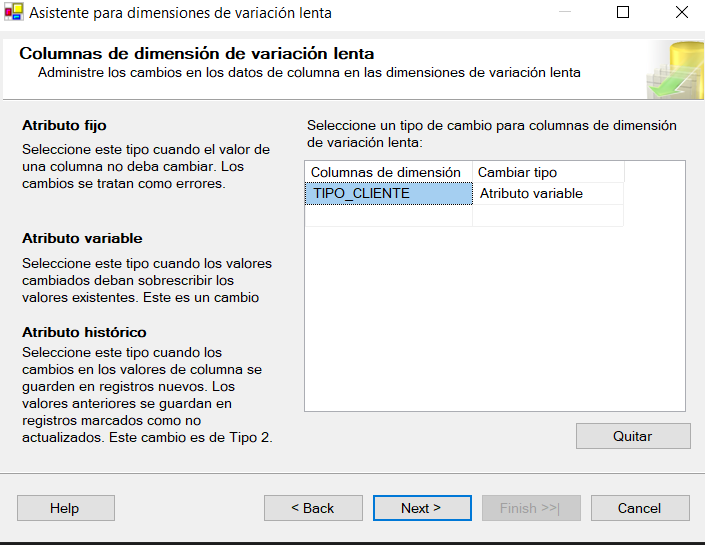 Asistente para dimensiones de variación lenta
Columnas de dimensión de variación lenta
Administre los cambios en los datos de columna en las dimensiones de variación lenta
Atributo fijo
Seleccione este tipo cuando el valor de
una columna no deba cambiar. Los
cambios se tratan como errores.
Atributo variable
Seleccione este tipo cuando los valores
cambiados deban sobrescribir los
valores existentes. Este es un cambio
Atributo histórico
Seleccione este tipo cuando los
cambios en los valores de columna se
guarden en registros nuevos. Los
valores anteriores se guardan en
registros marcados como no
actualizados. Este cambio es de Tipo 2.
Seleccione un tipo de cambio para columnas de dimensión
de variación lenta:
Columnas de dimensión Cambiar tipo
TIPO_CLIENTE Atributo variable
Quitar
Help < Back Next > Finish >>| Cancel